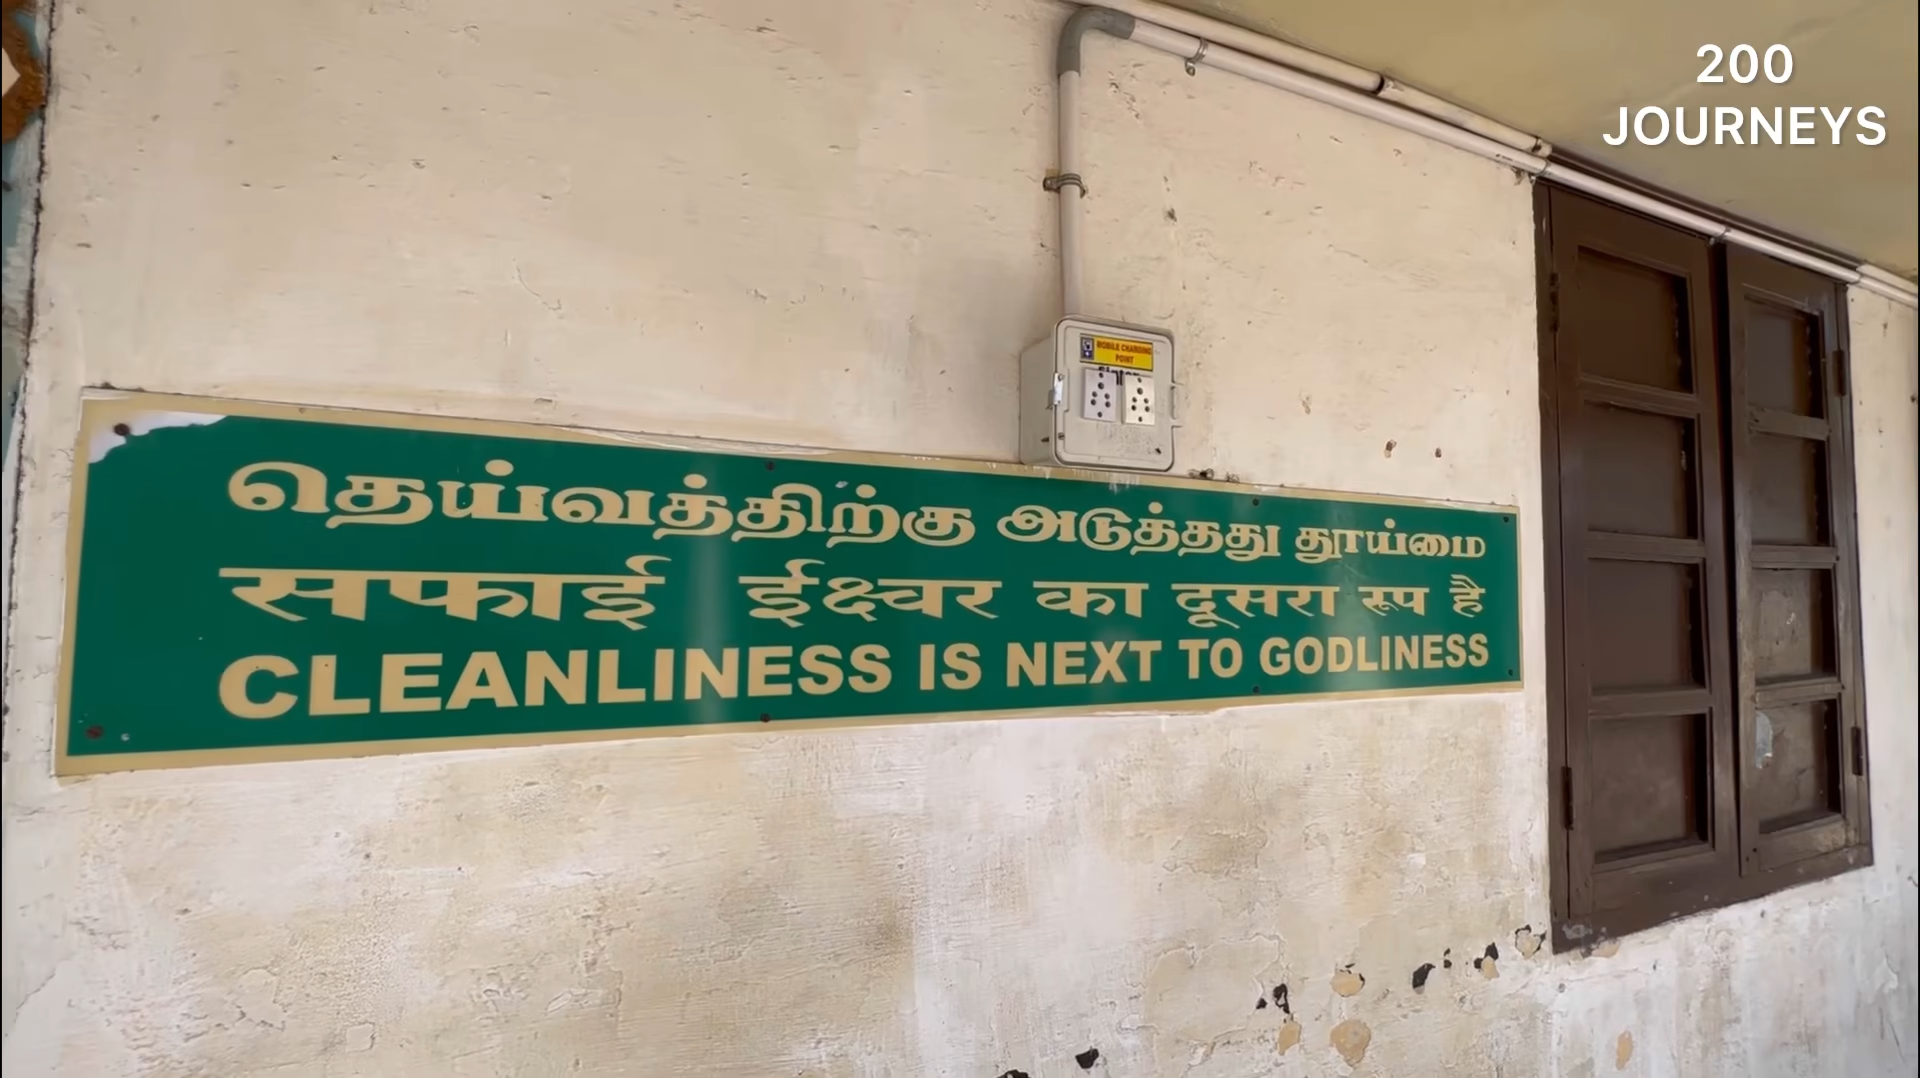 200
JOURNEYS
MOBILE CHARGING
POINT
தெய்வத்திற்கு அடுத்தது தூய்மை
सफाई ईश्वर का दूसरा रूप है
CLEANLINESS IS NEXT TO GODLINESS